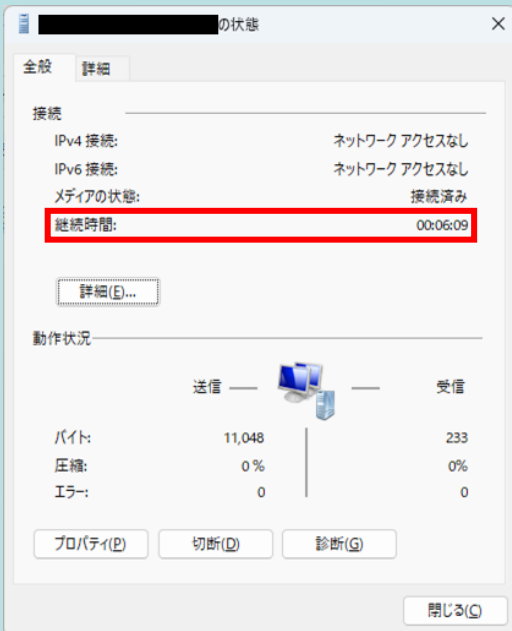 の状態
全般 詳細
接続
IPv4 接続: ネットワーク アクセスなし
IPv6 接続: ネットワーク アクセスなし
メディアの状態: 接続済み
継続時間: 00:06:09
詳細(E)...
動作状況
送信 受信
バイト: 11,048 233
圧縮: 0 % 0%
エラー: 0 0
プロパティ(P) 切断(D) 診断(G)
閉じる(C)